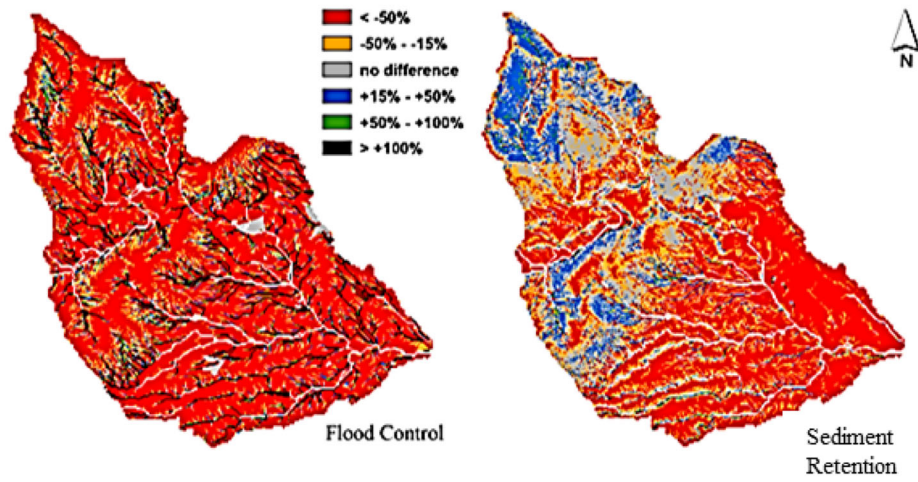 < -50%
-50% - -15%
no difference
+15% - +50%
+50% - +100%
> +100%
N
Flood Control
Sediment
Retention